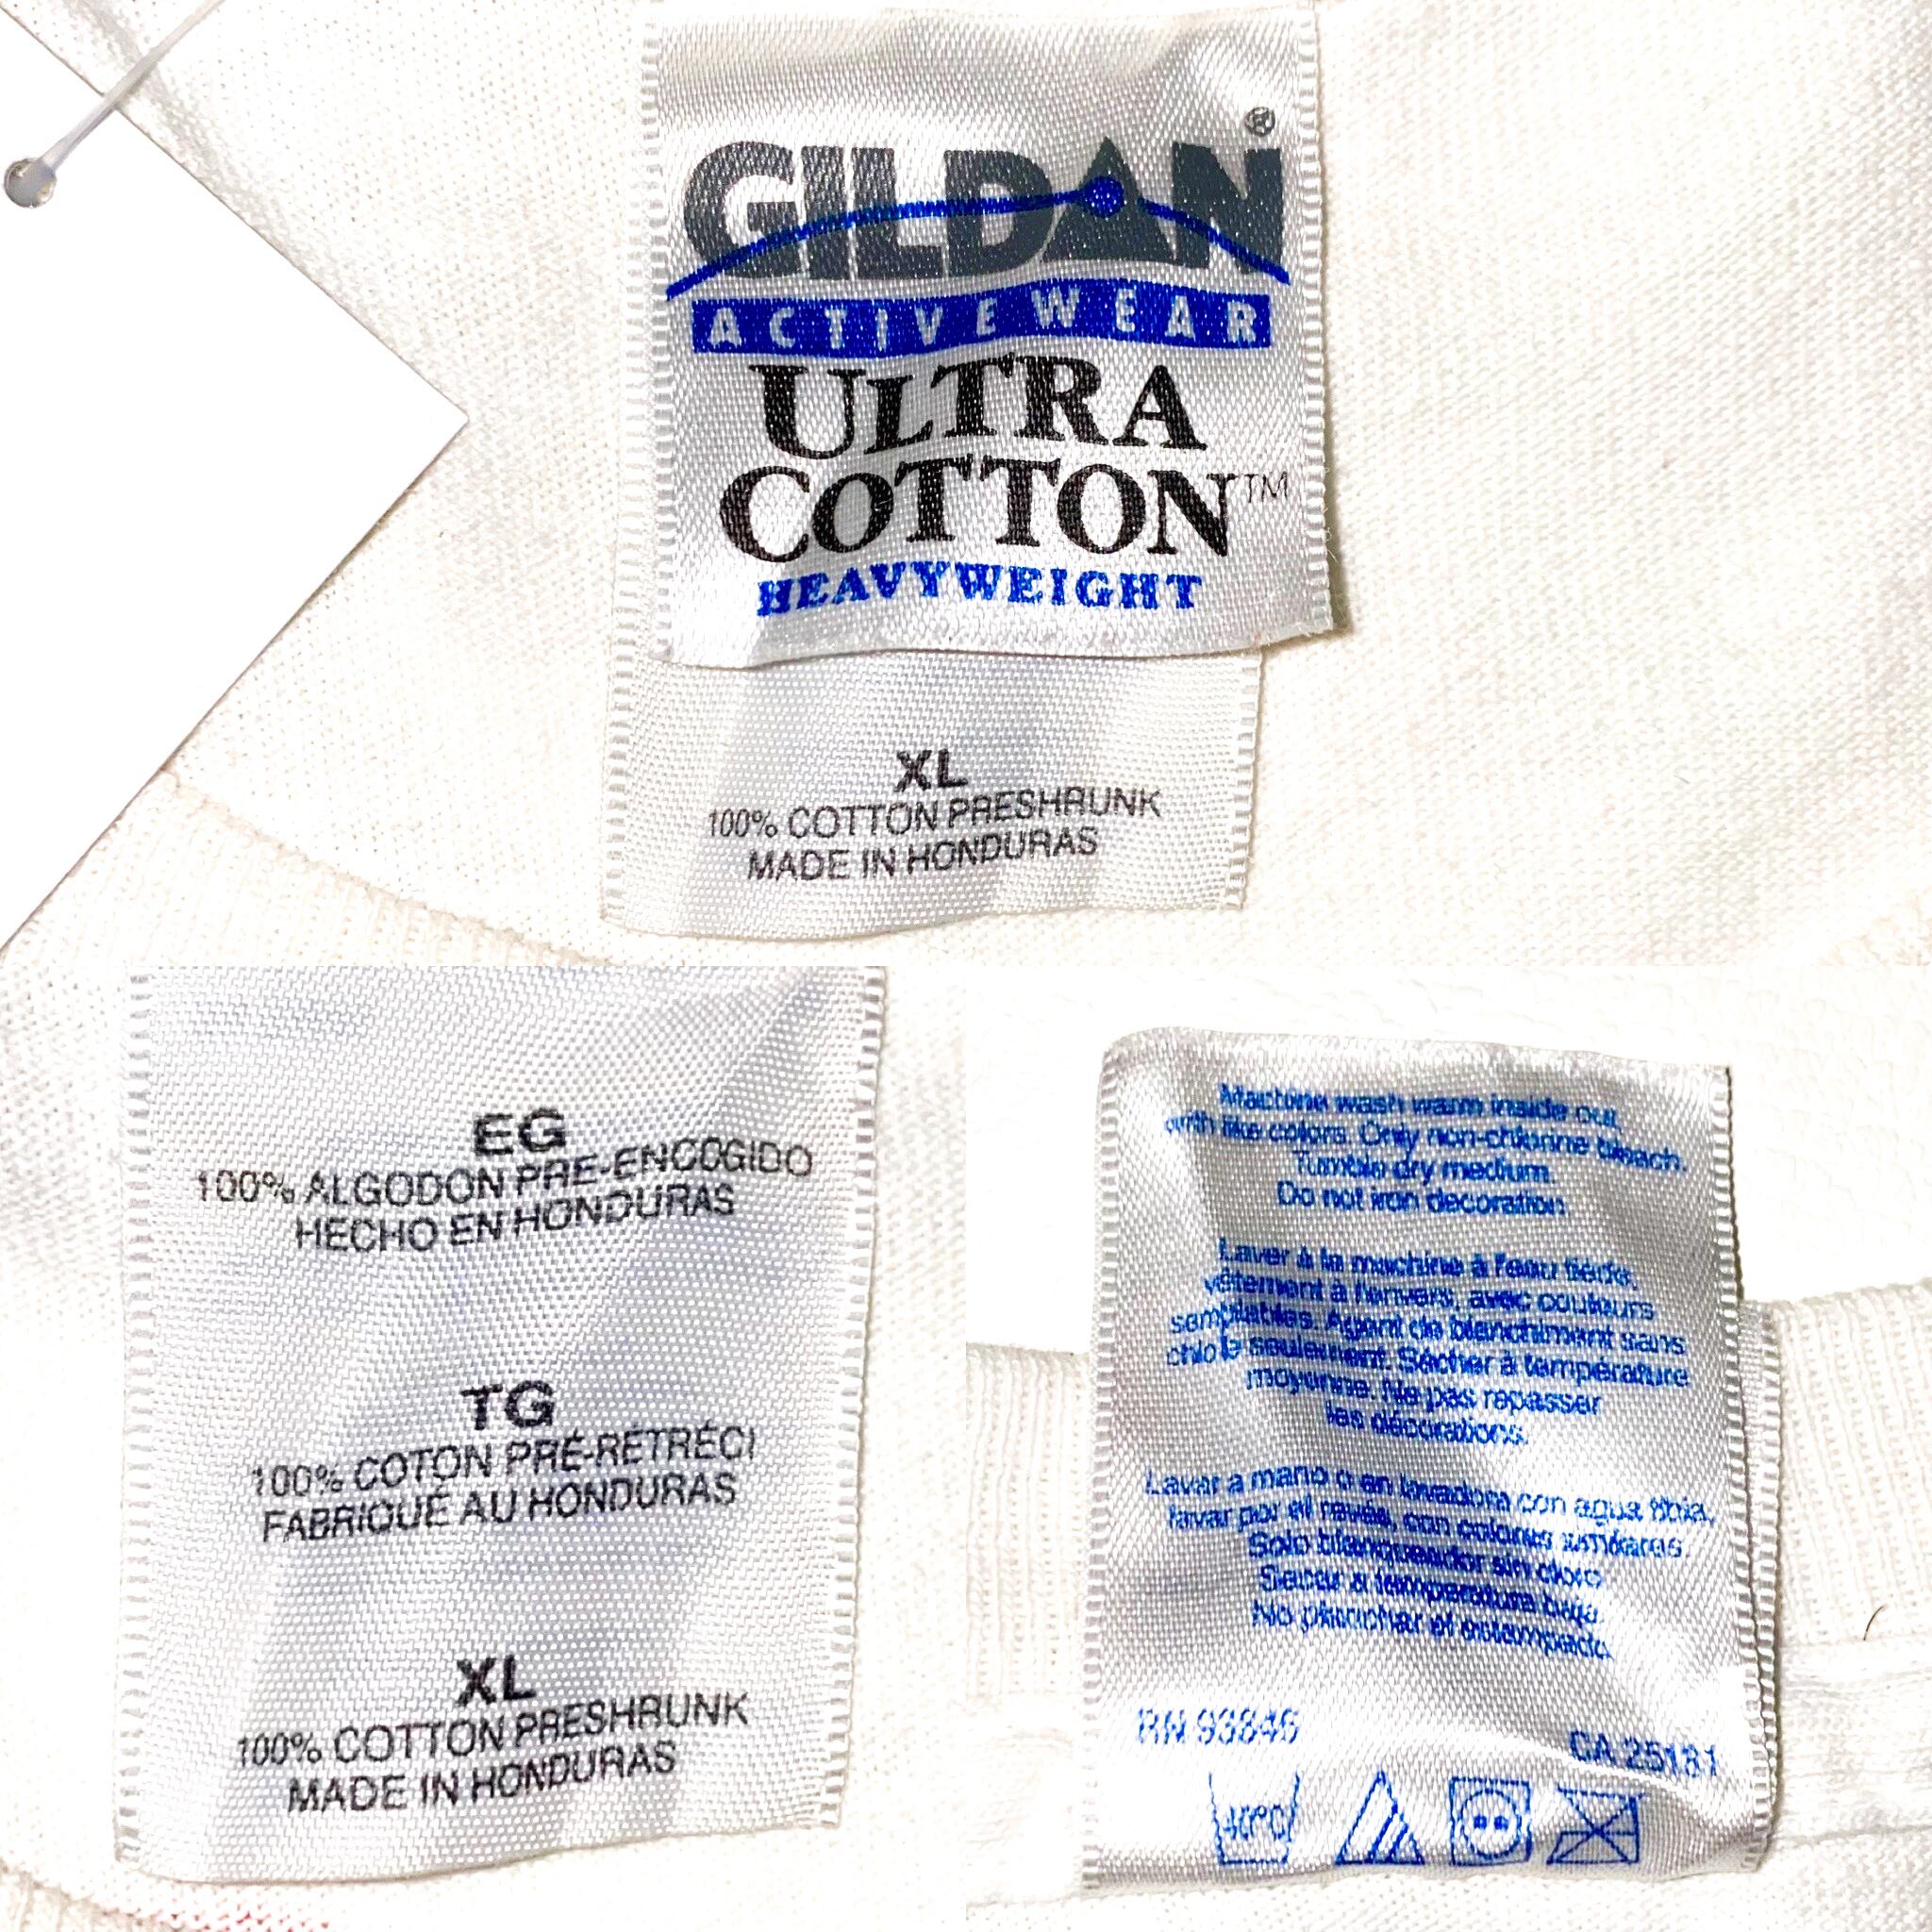 GILDAN®
ACTIVEWEAR
ULTRA
COTTON™
HEAVYWEIGHT
XL
100% COTTON PRESHRUNK
MADE IN HONDURAS
EG
100% ALGODON PRE-ENCOGIDO
HECHO EN HONDURAS
TG
100% COTON PRÉ-RÉTRÉCI
FABRIQUÉ AU HONDURAS
XL
100% COTTON PRESHRUNK
MADE IN HONDURAS
Machine wash warm inside out,
with like colors. Only non-chlorine bleach.
Tumble dry medium.
Do not iron decoration.
Laver à la machine à l'eau tiède,
vêtement à l'envers, avec couleurs
semblables. Agent de blanchiment sans
seulement. Sécher à température
moyenne. Ne pas repasser
les décorations.
Lavar a mano o en lavadora con agua tibia,
lavar por el revés, con colores similares.
Solo blanqueador sin cloro
Secar a temperatura baja.
No planchar el estampado.
RN 93846
CA 25181
40°C